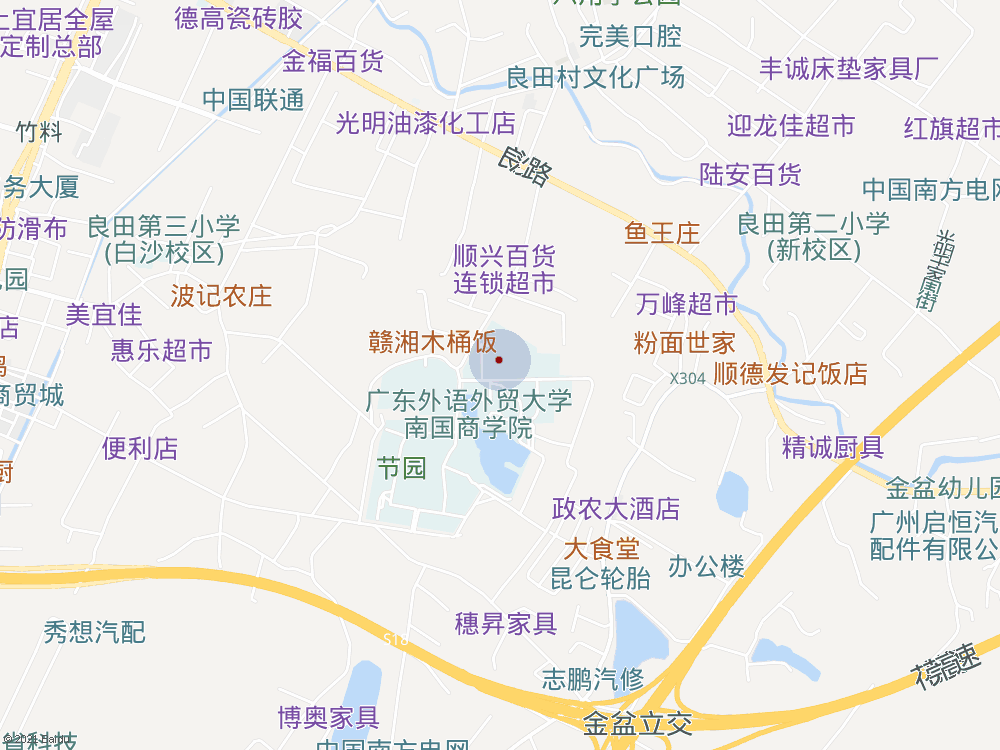 上宜居全屋
定制总部
德高瓷砖胶
完美口腔
金福百货
良田村文化广场
丰诚床垫家具厂
中国联通
竹料
光明油漆化工店
迎龙佳超市
红旗超市
良沙路
务大厦
陆安百货
中国南方电网
防滑布
良田第三小学
(白沙校区)
鱼王庄
良田第二小学
(新校区)
顺兴百货
连锁超市
花园
波记农庄
美宜佳
店
万峰超市
惠乐超市
赣湘木桶饭
粉面世家
X304
顺德发记饭店
商贸城
广东外语外贸大学
南国商学院
便利店
精诚厨具
厨
节园
金盆幼儿园
政农大酒店
广州启恒汽
配件有限公
大食堂
办公楼
昆仑轮胎
秀想汽配
S18
穗昇家具
志鹏汽修
博奥家具
金盆立交
中国南方电网
© 2021 Baidu